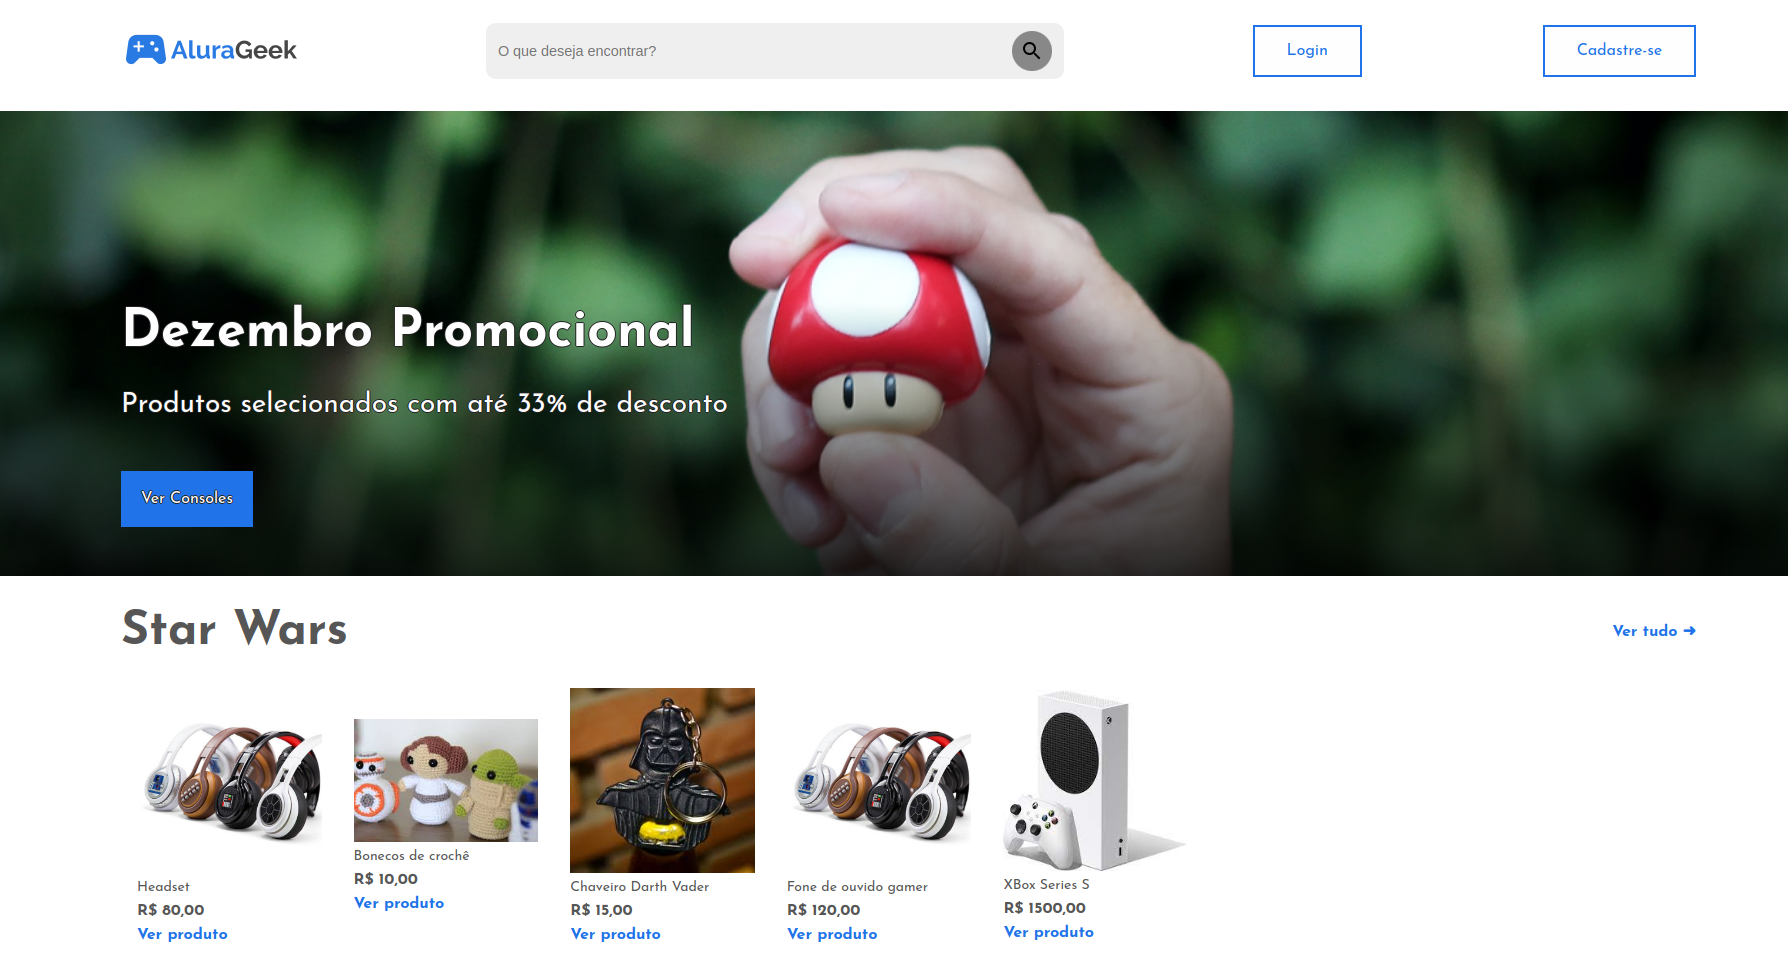 AluraGeek
O que deseja encontrar?
Login
Cadastre-se
Dezembro Promocional
Produtos selecionados com até 33% de desconto
Ver Consoles
Star Wars
Ver tudo ➜
Headset
R$ 80,00
Ver produto
Bonecos de crochê
R$ 10,00
Ver produto
Chaveiro Darth Vader
R$ 15,00
Ver produto
Fone de ouvido gamer
R$ 120,00
Ver produto
XBox Series S
R$ 1500,00
Ver produto